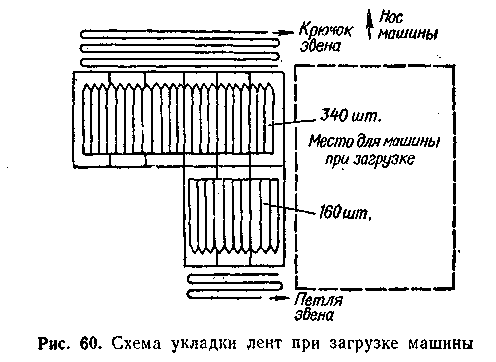 Крючок
звена
Нос
машины
340 шт.
Место для машины
при загрузке
160 шт.
Петля
звена
Рис. 60. Схема укладки лент при загрузке машины